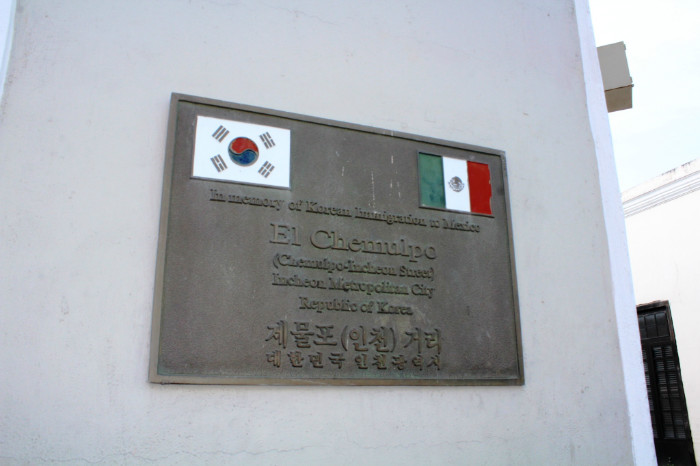 In memory of Korean Immigration to Mexico
El Chemulpo
(Chemulpo-Incheon Street)
Incheon Metropolitan City
Republic of Korea
제물포(인천) 거리
대한민국 인천광역시